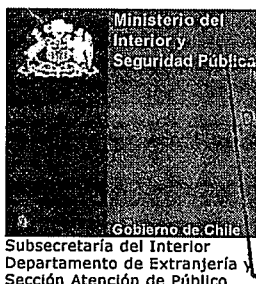 Ministerio del
Interior y
Seguridad Pública
Gobierno de Chile
Subsecretaría del Interior
Departamento de Extranjería y
Sección Atención de Público